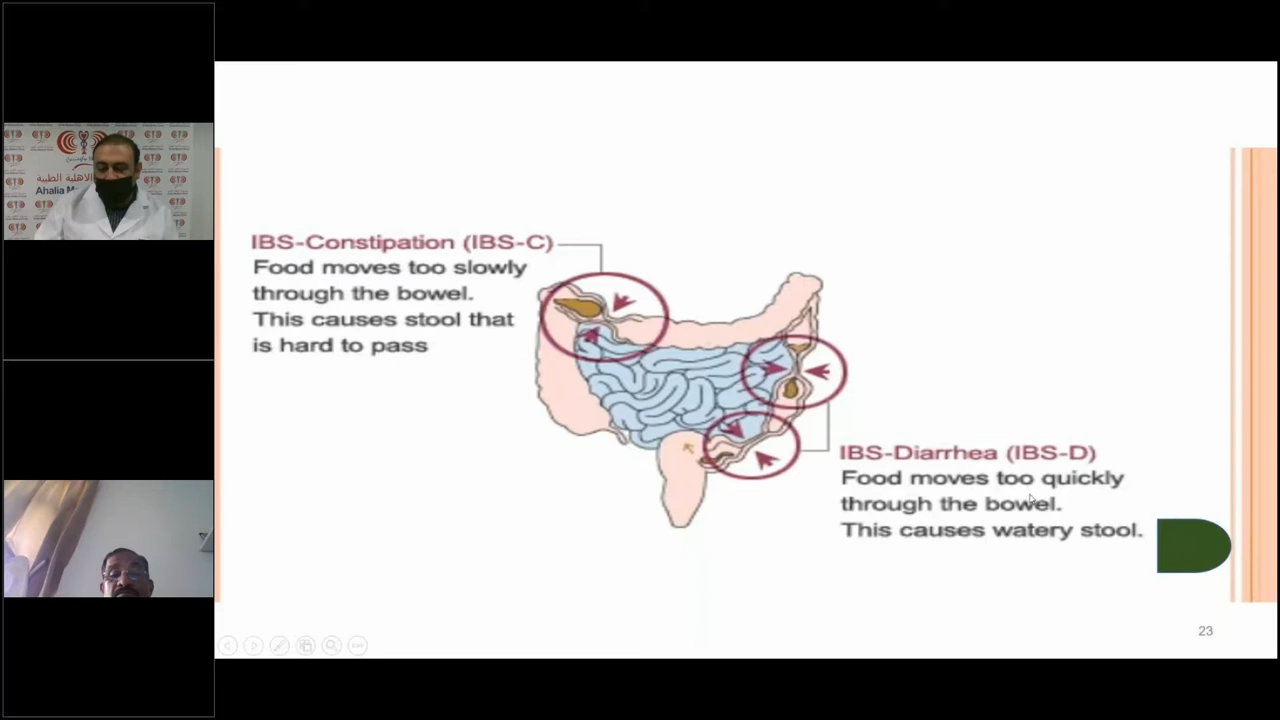 الاهلية الطبية
Ahalia M
IBS-Constipation (IBS-C)
Food moves too slowly
through the bowel.
This causes stool that
is hard to pass
IBS-Diarrhea (IBS-D)
Food moves too quickly
through the bowel.
This causes watery stool.
23